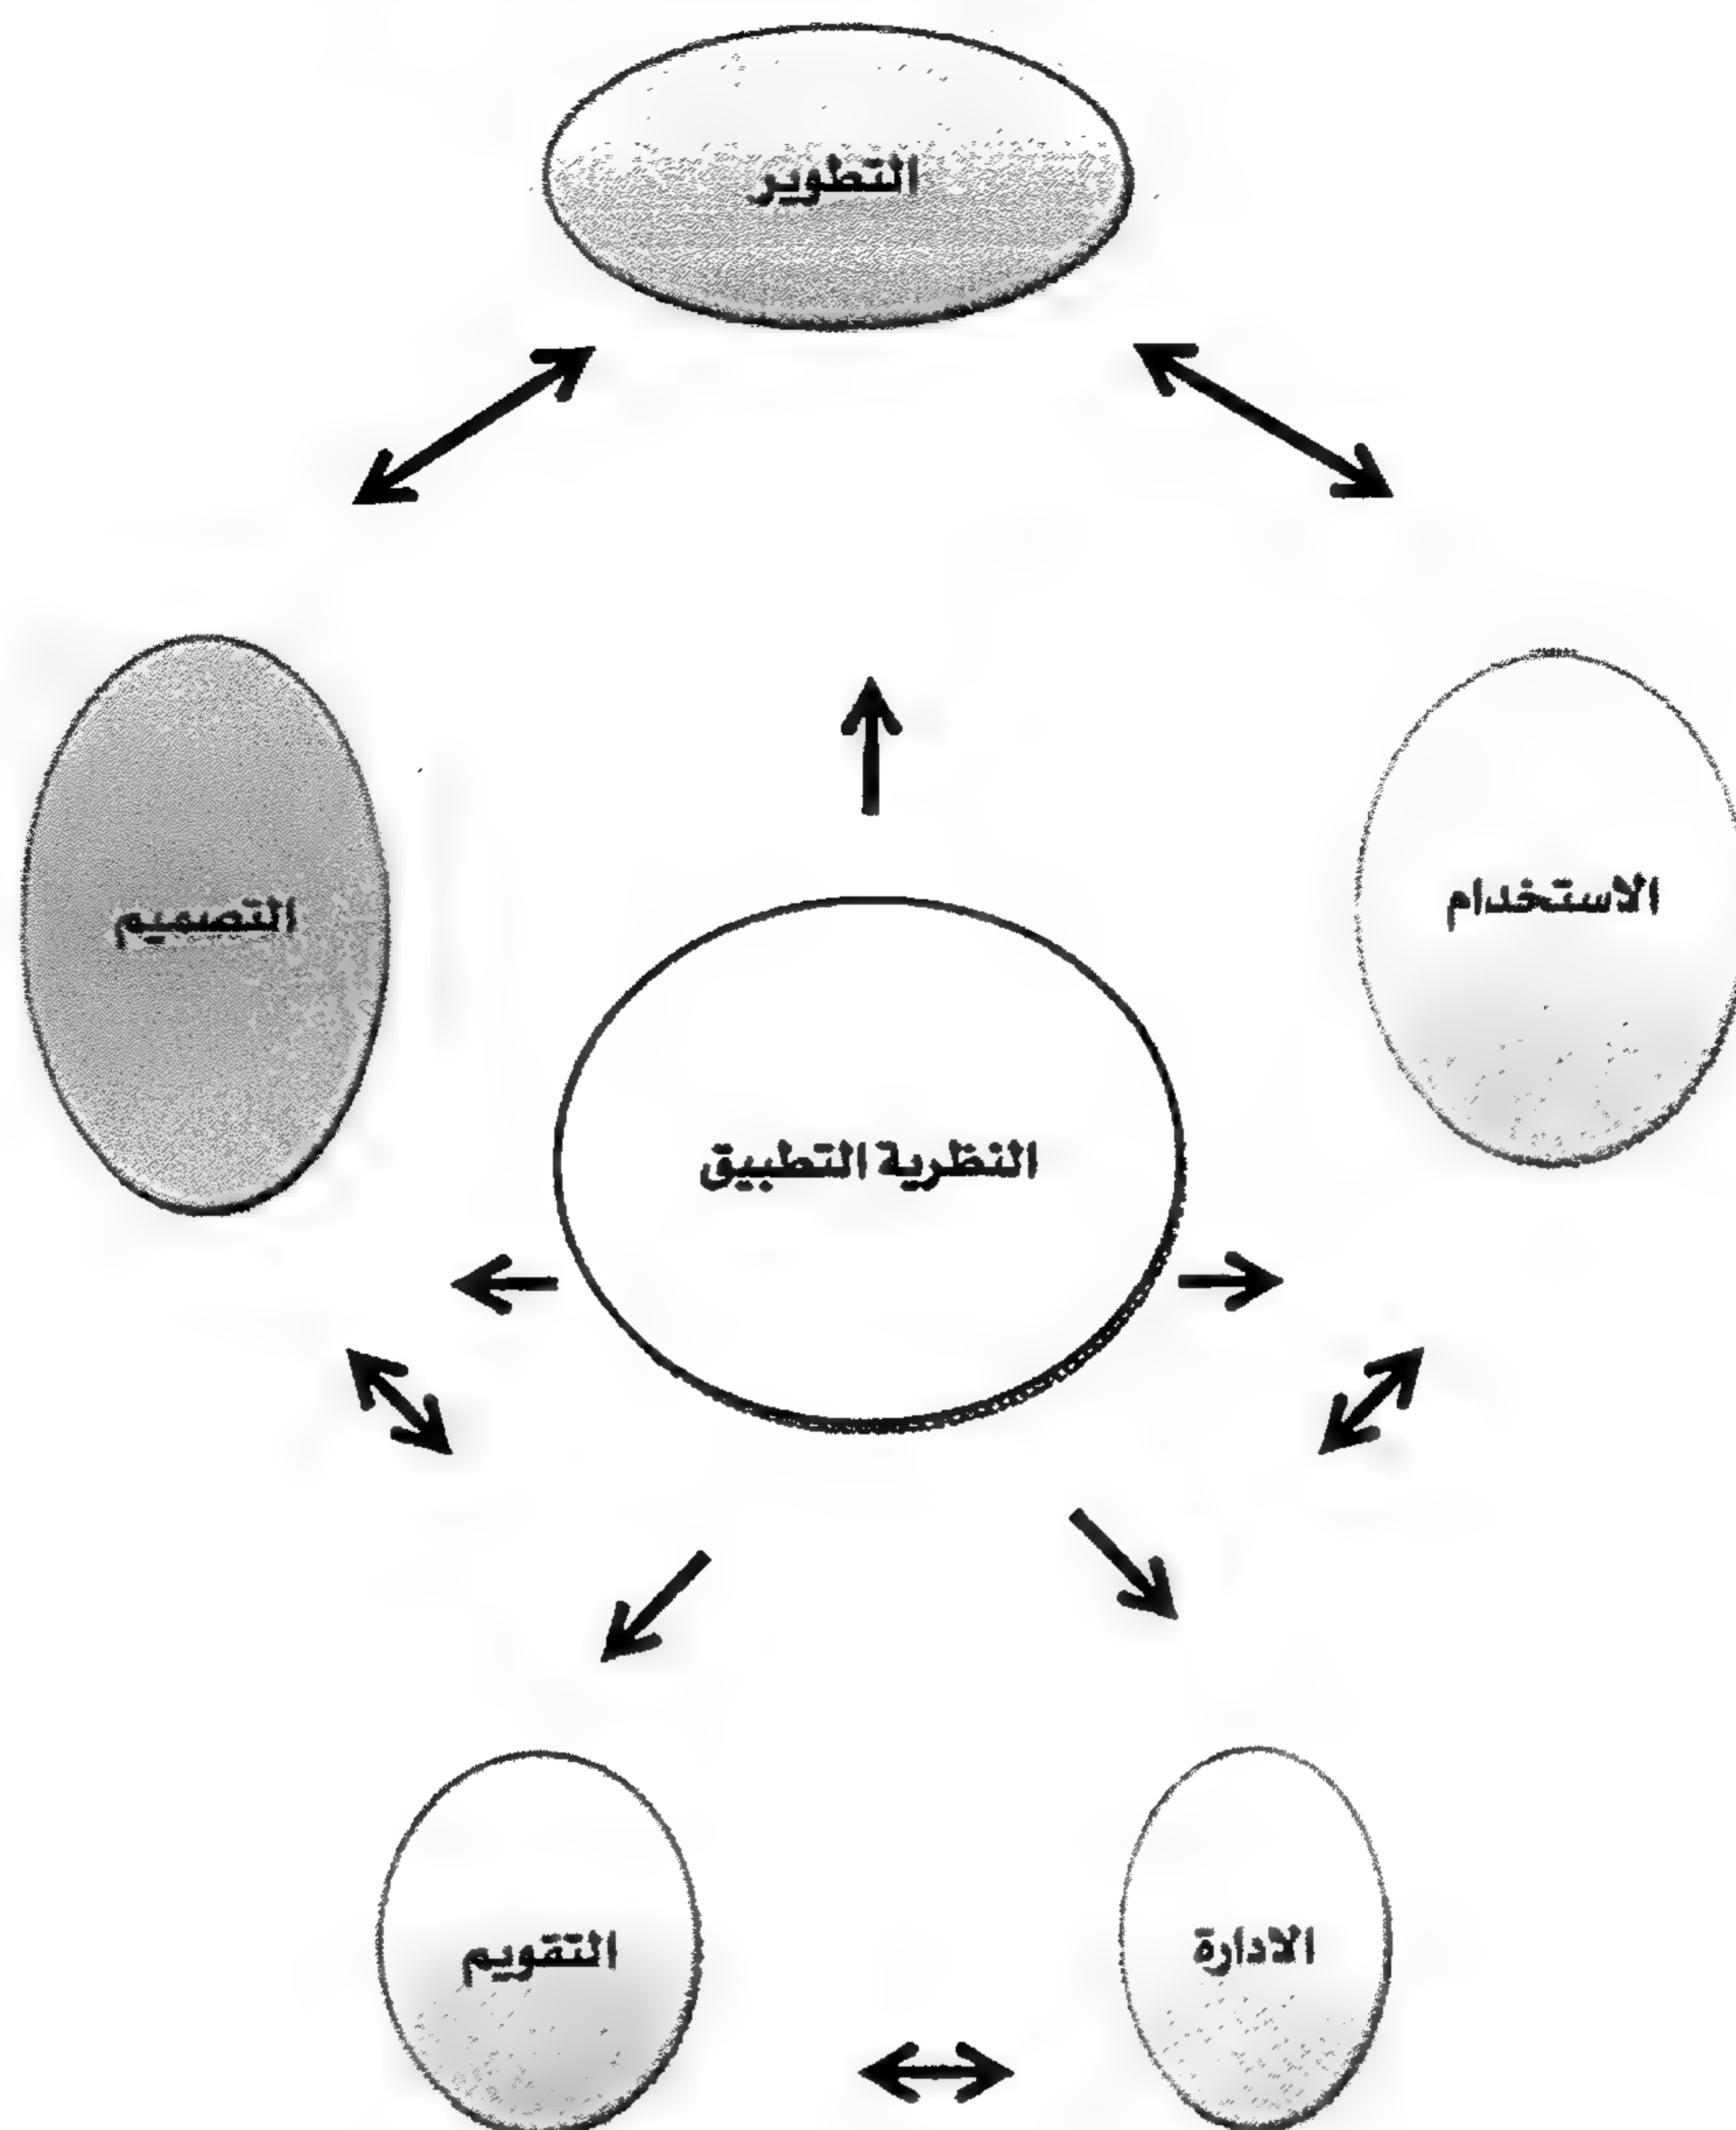 التطوير
الاستخدام
التصميم
النظرية التطبيق
الادارة
التقويم